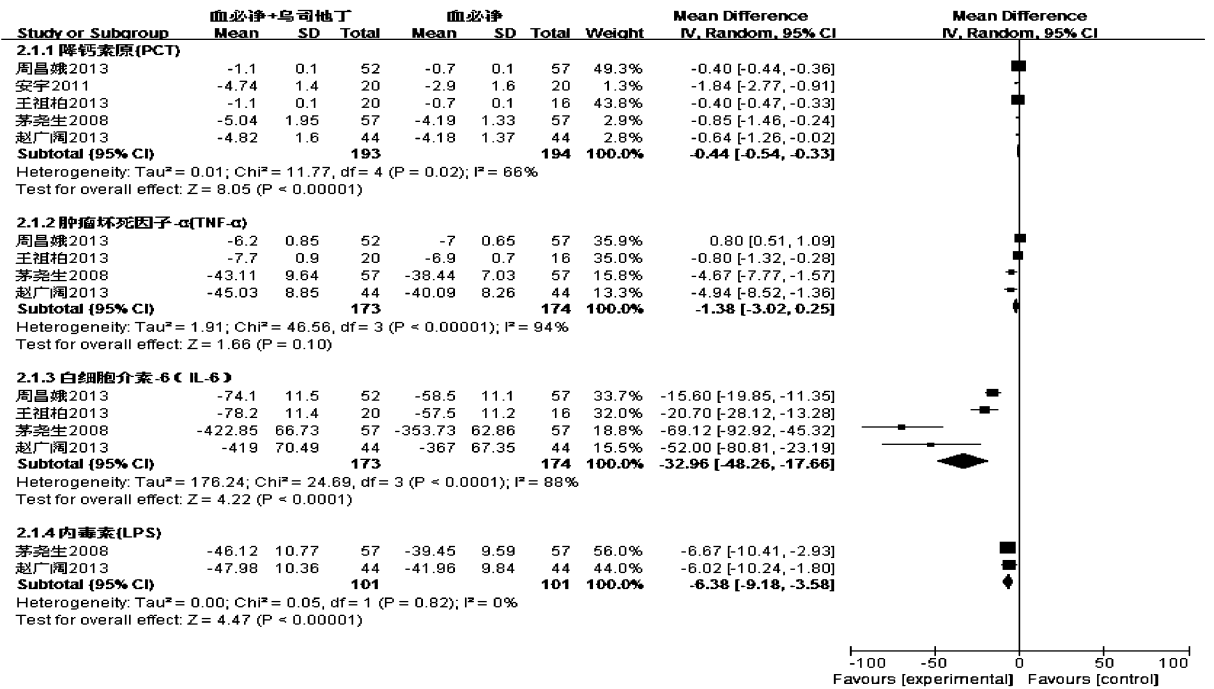 血必净+乌司他丁 血必净 Mean Difference Mean Difference
Study or Subgroup Mean SD Total Mean SD Total Weight IV, Random, 95% CI IV, Random, 95% CI
2.1.1 降钙素原(PCT)
周昌娥2013 -1.1 0.1 52 -0.7 0.1 57 49.3% -0.40 [-0.44, -0.36]
安宇2011 -4.74 1.4 20 -2.9 1.6 20 1.3% -1.84 [-2.77, -0.91]
王祖柏2013 -1.1 0.1 20 -0.7 0.1 16 43.8% -0.40 [-0.47, -0.33]
茅尧生2008 -5.04 1.95 57 -4.19 1.33 57 2.9% -0.85 [-1.46, -0.24]
赵广阔2013 -4.82 1.6 44 -4.18 1.37 44 2.8% -0.64 [-1.26, -0.02]
Subtotal (95% CI) 193 194 100.0% -0.44 [-0.54, -0.33]
Heterogeneity: Tau² = 0.01; Chi² = 11.77, df = 4 (P = 0.02); I² = 66%
Test for overall effect: Z = 8.05 (P < 0.00001)
2.1.2 肿瘤坏死因子-α(TNF-α)
周昌娥2013 -6.2 0.85 52 -7 0.65 57 35.9% 0.80 [0.51, 1.09]
王祖柏2013 -7.7 0.9 20 -6.9 0.7 16 35.0% -0.80 [-1.32, -0.28]
茅尧生2008 -43.11 9.64 57 -38.44 7.03 57 15.8% -4.67 [-7.77, -1.57]
赵广阔2013 -45.03 8.85 44 -40.09 8.26 44 13.3% -4.94 [-8.52, -1.36]
Subtotal (95% CI) 173 174 100.0% -1.38 [-3.02, 0.25]
Heterogeneity: Tau² = 1.91; Chi² = 46.56, df = 3 (P < 0.00001); I² = 94%
Test for overall effect: Z = 1.66 (P = 0.10)
2.1.3 白细胞介素-6（IL-6）
周昌娥2013 -74.1 11.5 52 -58.5 11.1 57 33.7% -15.60 [-19.85, -11.35]
王祖柏2013 -78.2 11.4 20 -57.5 11.2 16 32.0% -20.70 [-28.12, -13.28]
茅尧生2008 -422.85 66.73 57 -353.73 62.86 57 18.8% -69.12 [-92.92, -45.32]
赵广阔2013 -419 70.49 44 -367 67.35 44 15.5% -52.00 [-80.81, -23.19]
Subtotal (95% CI) 173 174 100.0% -32.96 [-48.26, -17.66]
Heterogeneity: Tau² = 176.24; Chi² = 24.69, df = 3 (P < 0.0001); I² = 88%
Test for overall effect: Z = 4.22 (P < 0.0001)
2.1.4 内毒素(LPS)
茅尧生2008 -46.12 10.77 57 -39.45 9.59 57 56.0% -6.67 [-10.41, -2.93]
赵广阔2013 -47.98 10.36 44 -41.96 9.84 44 44.0% -6.02 [-10.24, -1.80]
Subtotal (95% CI) 101 101 100.0% -6.38 [-9.18, -3.58]
Heterogeneity: Tau² = 0.00; Chi² = 0.05, df = 1 (P = 0.82); I² = 0%
Test for overall effect: Z = 4.47 (P < 0.00001)
-100 -50 0 50 100
Favours [experimental] Favours [control]